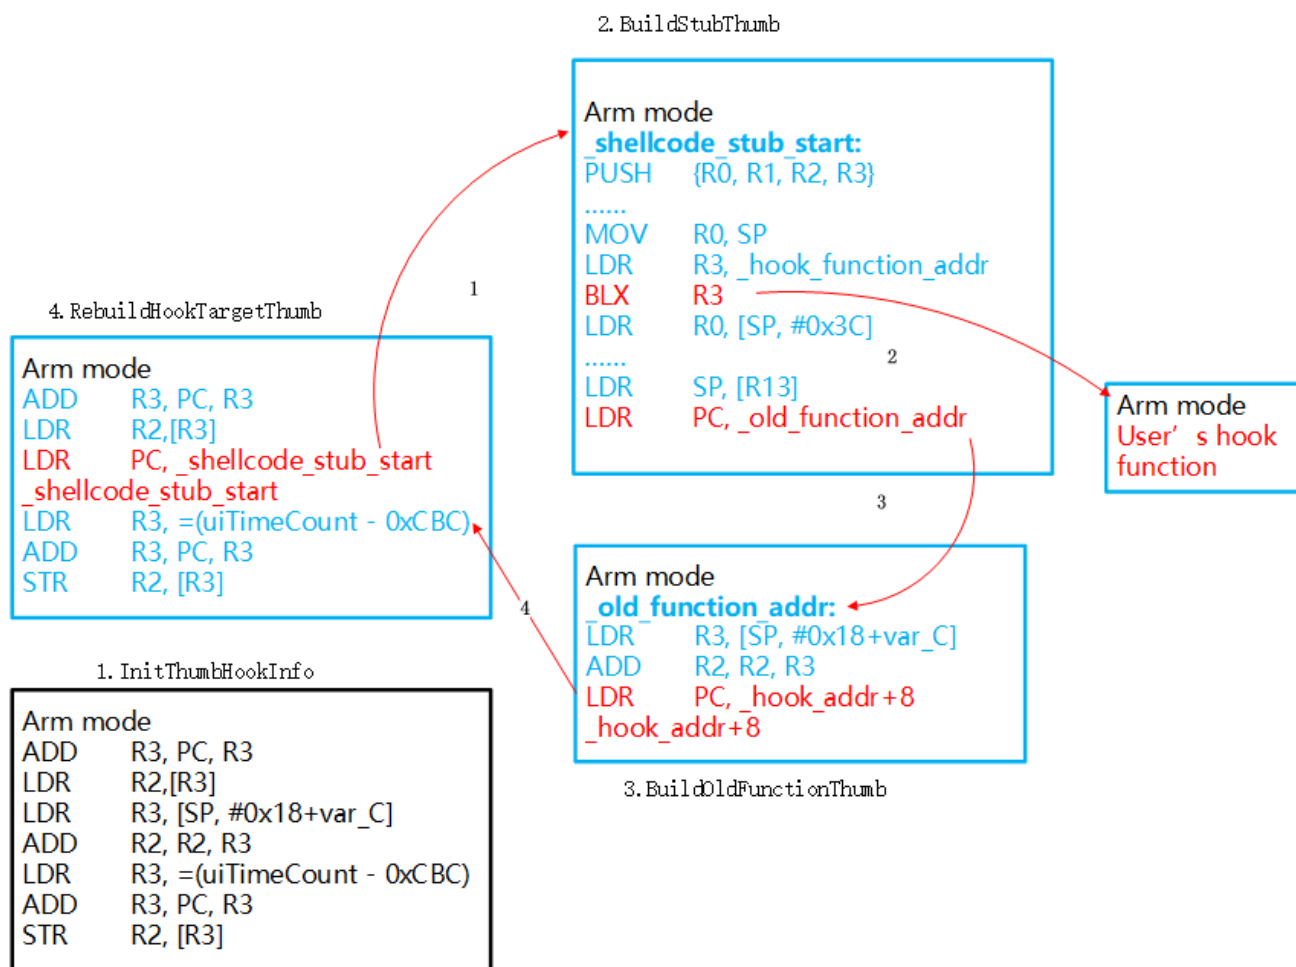 2.BuildStubThumb
Arm mode
_shellcode_stub_start:
PUSH {R0, R1, R2, R3}
......
MOV R0, SP
LDR R3, _hook_function_addr
BLX R3
LDR R0, [SP, #0x3C]
......
LDR SP, [R13]
LDR PC, _old_function_addr
1
2
3
4
4.RebuildHookTargetThumb
Arm mode
ADD R3, PC, R3
LDR R2,[R3]
LDR PC, _shellcode_stub_start
_shellcode_stub_start
LDR R3, =(uiTimeCount - 0xCBC)
ADD R3, PC, R3
STR R2, [R3]
Arm mode
User’s hook
function
Arm mode
_old_function_addr:
LDR R3, [SP, #0x18+var_C]
ADD R2, R2, R3
LDR PC, _hook_addr+8
_hook_addr+8
3.BuildOldFunctionThumb
1.InitThumbHookInfo
Arm mode
ADD R3, PC, R3
LDR R2,[R3]
LDR R3, [SP, #0x18+var_C]
ADD R2, R2, R3
LDR R3, =(uiTimeCount - 0xCBC)
ADD R3, PC, R3
STR R2, [R3]